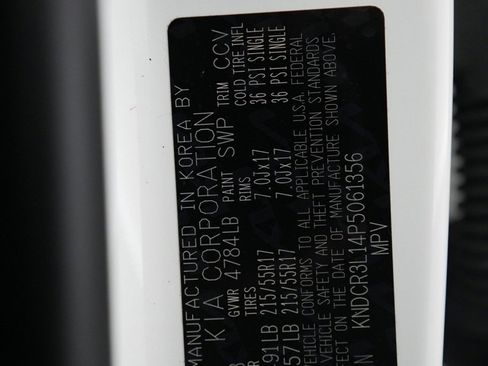 MANUFACTURED IN KOREA BY
KIA CORPORATION
GVWR 4784LB PAINT SWP TRIM CCV
TIRES RIMS COLD TIRE INFL
91LB 215/55R17 7.0Jx17 36 PSI SINGLE
57LB 215/55R17 7.0Jx17 36 PSI SINGLE
VEHICLE CONFORMS TO ALL APPLICABLE U.S.A. FEDERAL
VEHICLE SAFETY AND THEFT PREVENTION STANDARDS
EFFECT ON THE DATE OF MANUFACTURE SHOWN ABOVE.
KNDCR3L14P5061356
MPV